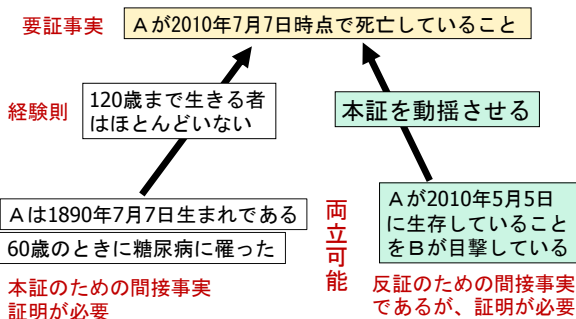 要証事実
Aが2010年7月7日時点で死亡していること
経験則
120歳まで生きる者
はほとんどいない
本証を動揺させる
Aは1890年7月7日生まれである
60歳のときに糖尿病に罹った
両立可能
Aが2010年5月5日
に生存していること
をBが目撃している
本証のための間接事実
証明が必要
反証のための間接事実
であるが、証明が必要